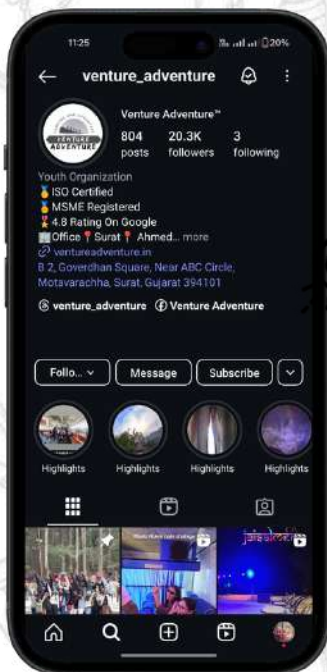 11:25
20%
venture_adventure
Venture Adventure™
804 20.3K 3
posts followers following
VENTURE
ADVENTURE
Youth Organization
🏅ISO Certified
🏅MSME Registered
🎖️4.8 Rating On Google
🏢Office📍Surat📍Ahmed... more
ventureadventure.in
B 2, Goverdhan Square, Near ABC Circle,
Motavarachha, Surat, Gujarat 394101
venture_adventure Venture Adventure
Follo... Message Subscribe
Highlights Highlights Highlights Highlights